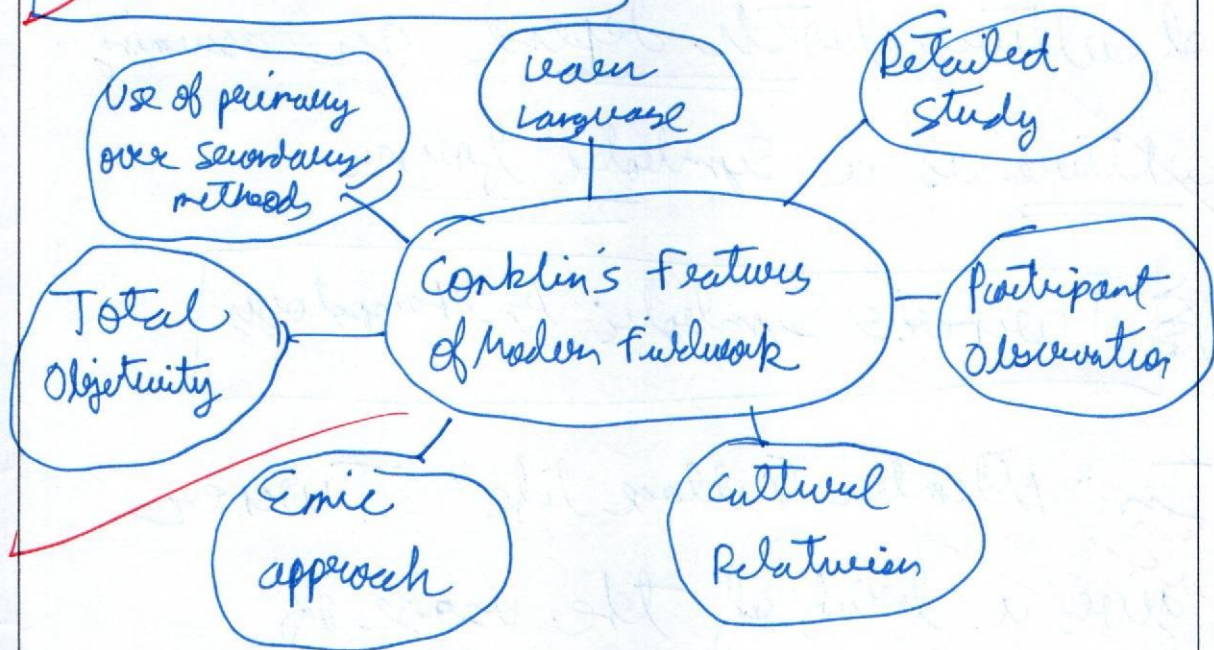 Learn
Language
Detailed
Study
Use of primary
over secondary
methods
Conklin's Features
of Modern Fieldwork
Participant
Observation
Total
Objetivity
Emic
approach
Cultural
Relativism